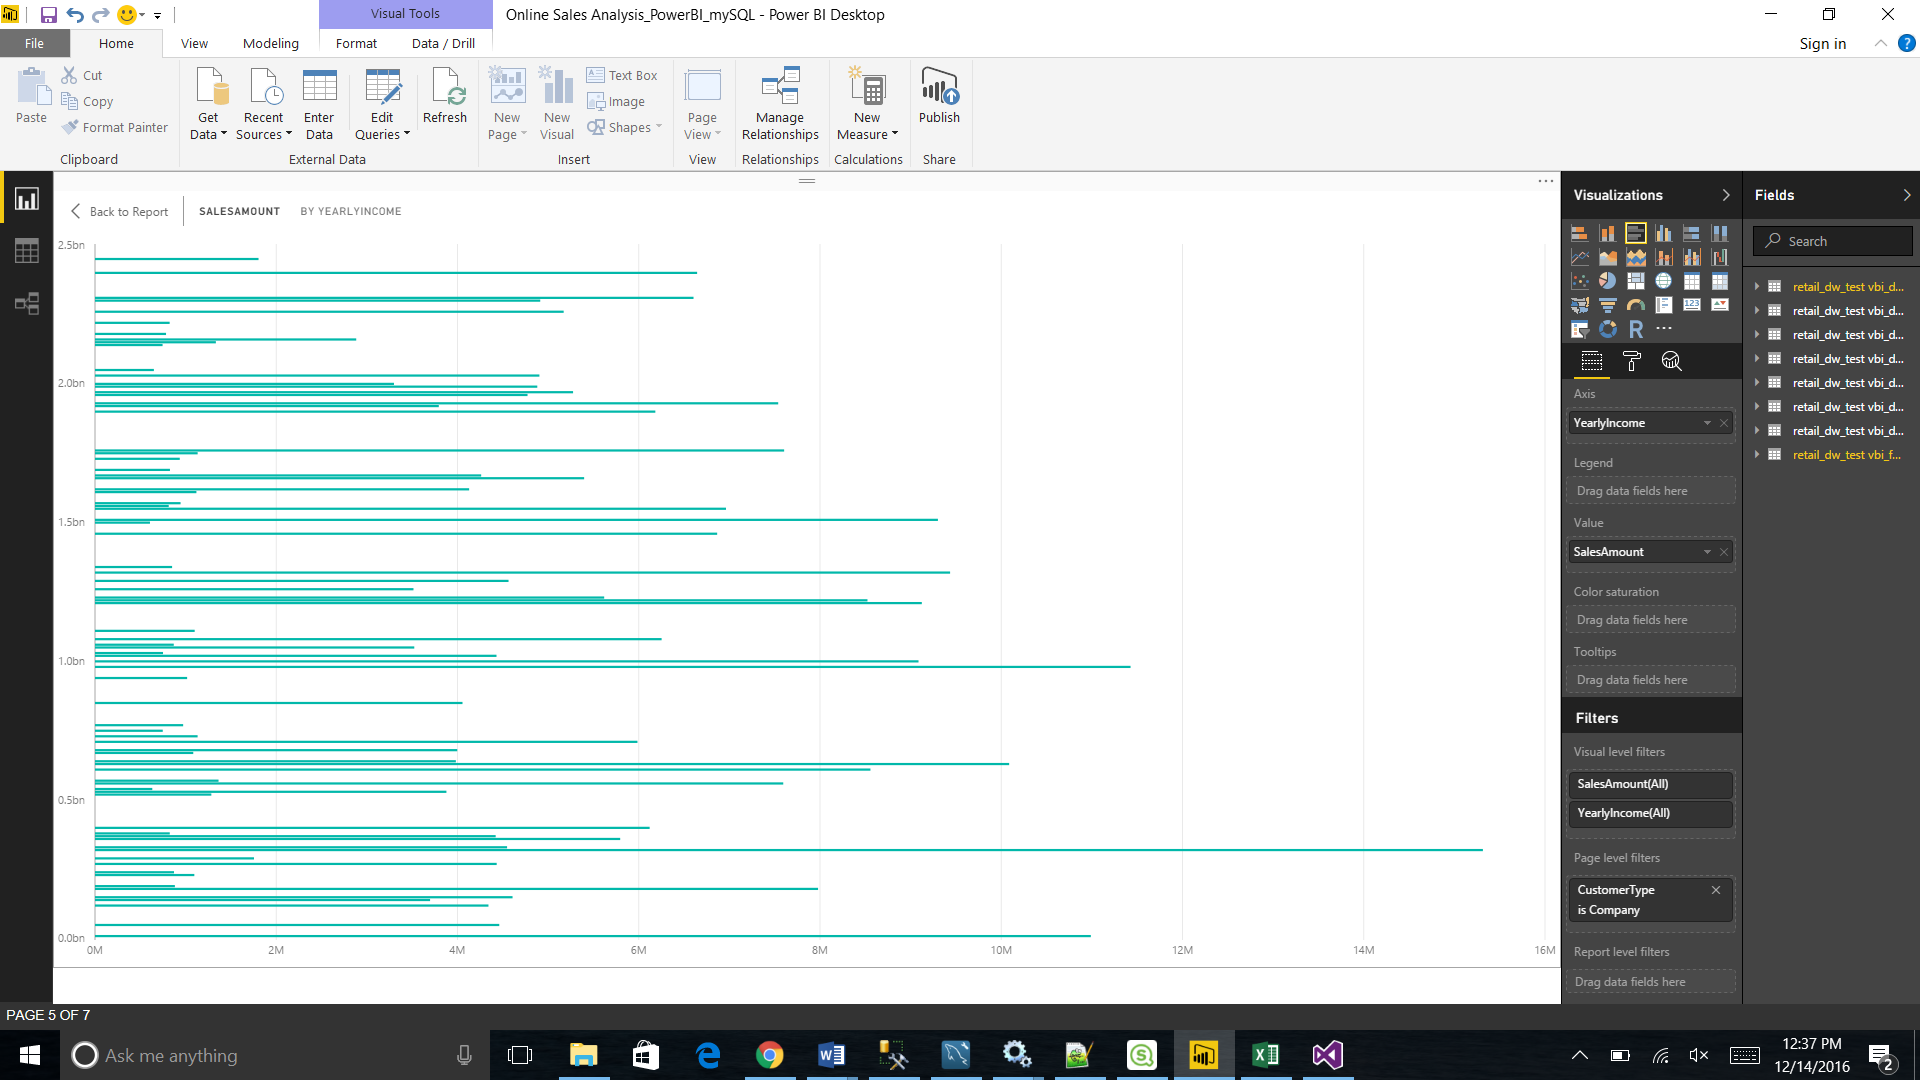 Visual Tools
Online Sales Analysis_PowerBI_mySQL - Power BI Desktop
File
Home
View
Modeling
Format
Data / Drill
Sign in
?
Paste
Cut
Copy
Format Painter
Clipboard
Get Data
Recent Sources
Enter Data
Edit Queries
Refresh
External Data
New Page
New Visual
Text Box
Image
Shapes
Insert
Page View
View
Manage Relationships
Relationships
New Measure
Calculations
Publish
Share
Back to Report
SALESAMOUNT
BY YEARLYINCOME
2.5bn
2.0bn
1.5bn
1.0bn
0.5bn
0.0bn
0M
2M
4M
6M
8M
10M
12M
14M
16M
Visualizations
123
R
Axis
YearlyIncome
Legend
Drag data fields here
Value
SalesAmount
Color saturation
Drag data fields here
Tooltips
Drag data fields here
Filters
Visual level filters
SalesAmount(All)
YearlyIncome(All)
Page level filters
CustomerType
is Company
Report level filters
Drag data fields here
Fields
Search
retail_dw_test vbi_d...
retail_dw_test vbi_d...
retail_dw_test vbi_d...
retail_dw_test vbi_d...
retail_dw_test vbi_d...
retail_dw_test vbi_d...
retail_dw_test vbi_d...
retail_dw_test vbi_f...
PAGE 5 OF 7
Ask me anything
12:37 PM
12/14/2016
2